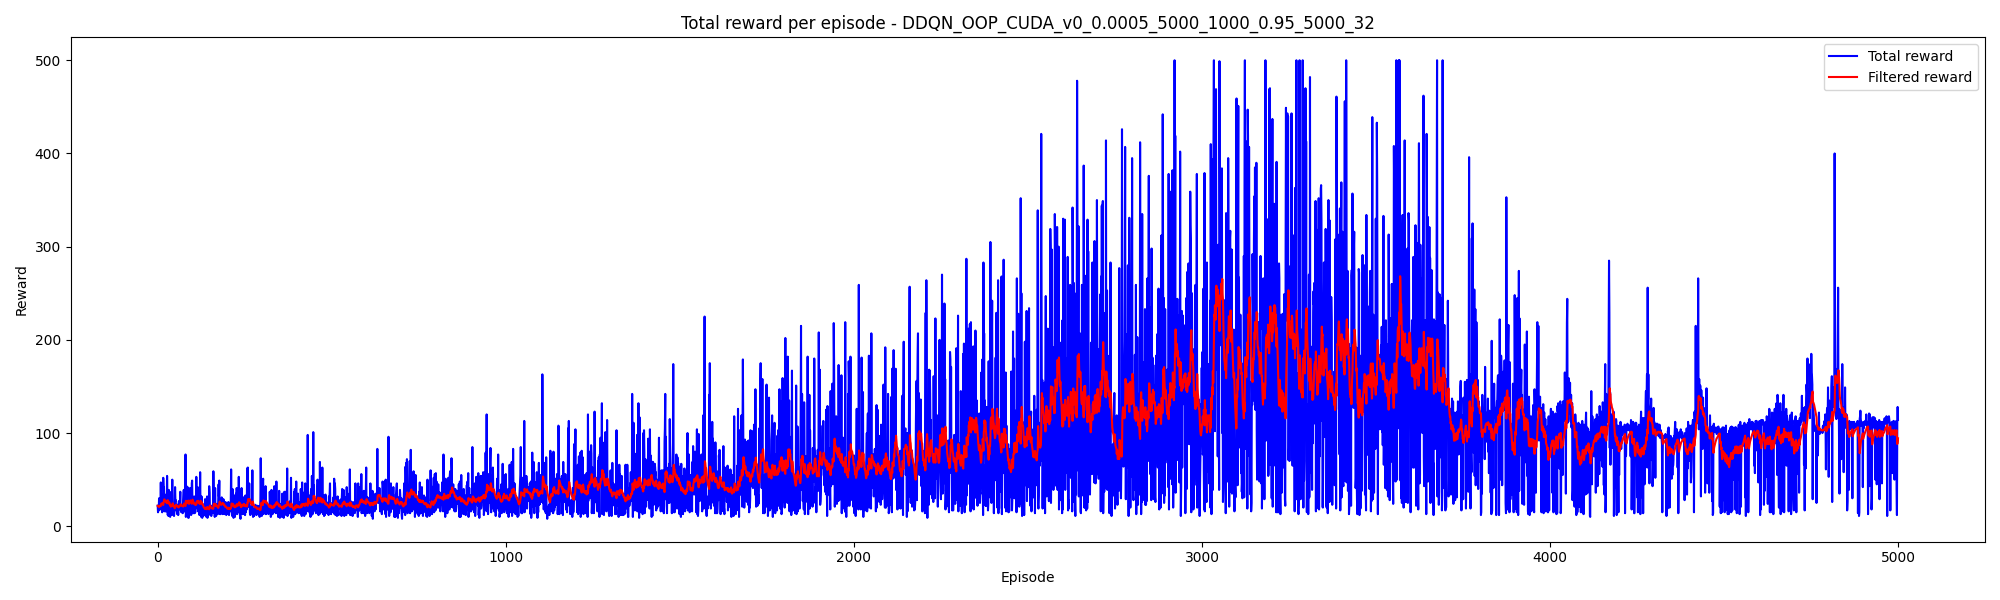 Total reward per episode - DDQN_OOP_CUDA_v0_0.0005_5000_1000_0.95_5000_32
Total reward
Filtered reward
Reward
500
400
300
200
100
0
0 1000 2000 3000 4000 5000
Episode